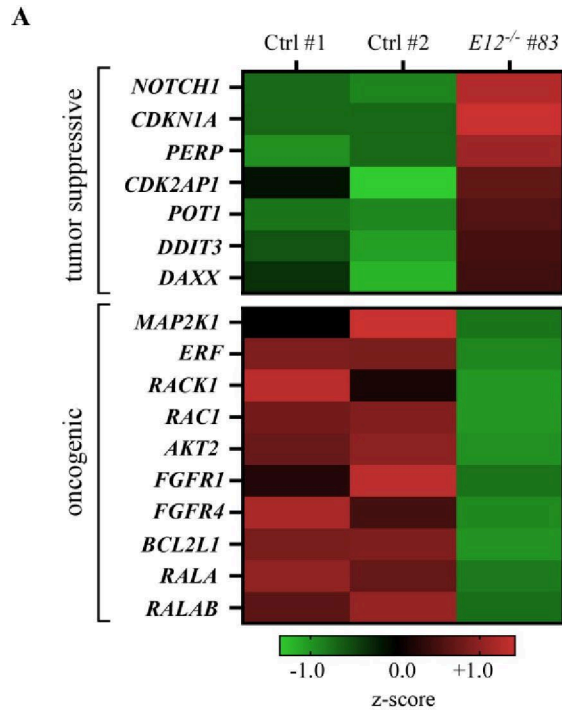 A
Ctrl #1 Ctrl #2 E12-/- #83
tumor suppressive
NOTCH1
CDKN1A
PERP
CDK2AP1
POT1
DDIT3
DAXX
oncogenic
MAP2K1
ERF
RACK1
RAC1
AKT2
FGFR1
FGFR4
BCL2L1
RALA
RALAB
-1.0 0.0 +1.0
z-score